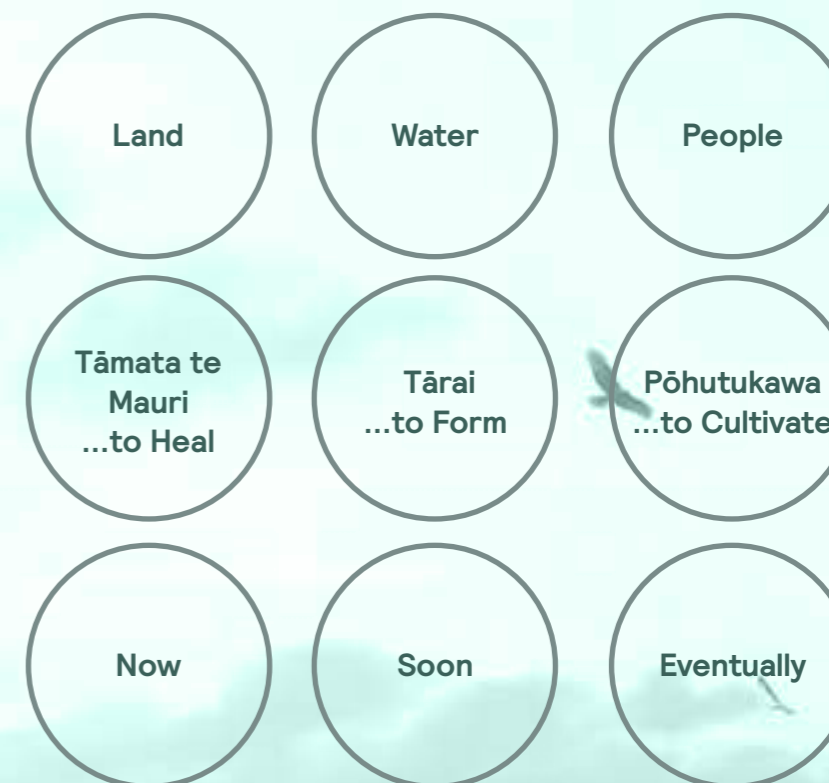 Land
Water
People
Tāmata te
Mauri
...to Heal
Tārai
...to Form
Pōhutukawa
...to Cultivate
Now
Soon
Eventually